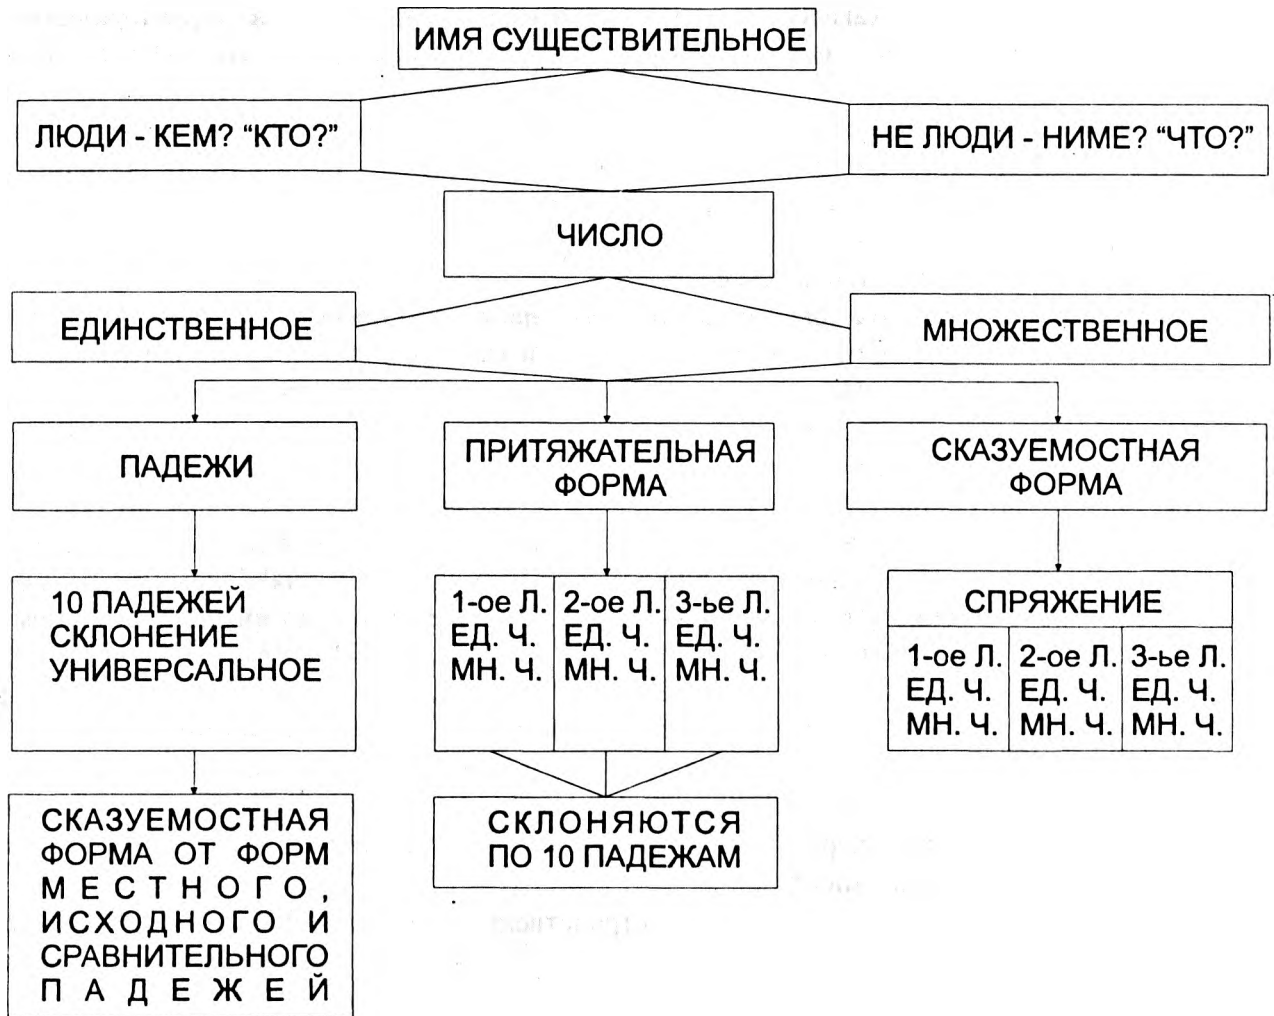 ИМЯ СУЩЕСТВИТЕЛЬНОЕ
ЛЮДИ - КЕМ? “КТО?”
НЕ ЛЮДИ - НИМЕ? “ЧТО?”
ЧИСЛО
ЕДИНСТВЕННОЕ
МНОЖЕСТВЕННОЕ
ПАДЕЖИ
ПРИТЯЖАТЕЛЬНАЯ
ФОРМА
СКАЗУЕМОСТНАЯ
ФОРМА
10 ПАДЕЖЕЙ
СКЛОНЕНИЕ
УНИВЕРСАЛЬНОЕ
1-ое Л.
ЕД. Ч.
МН. Ч.
2-ое Л.
ЕД. Ч.
МН. Ч.
3-ье Л.
ЕД. Ч.
МН. Ч.
СПРЯЖЕНИЕ
1-ое Л.
ЕД. Ч.
МН. Ч.
2-ое Л.
ЕД. Ч.
МН. Ч.
3-ье Л.
ЕД. Ч.
МН. Ч.
СКАЗУЕМОСТНАЯ
ФОРМА ОТ ФОРМ
МЕСТНОГО,
ИСХОДНОГО И
СРАВНИТЕЛЬНОГО
ПАДЕЖЕЙ
СКЛОНЯЮТСЯ
ПО 10 ПАДЕЖАМ